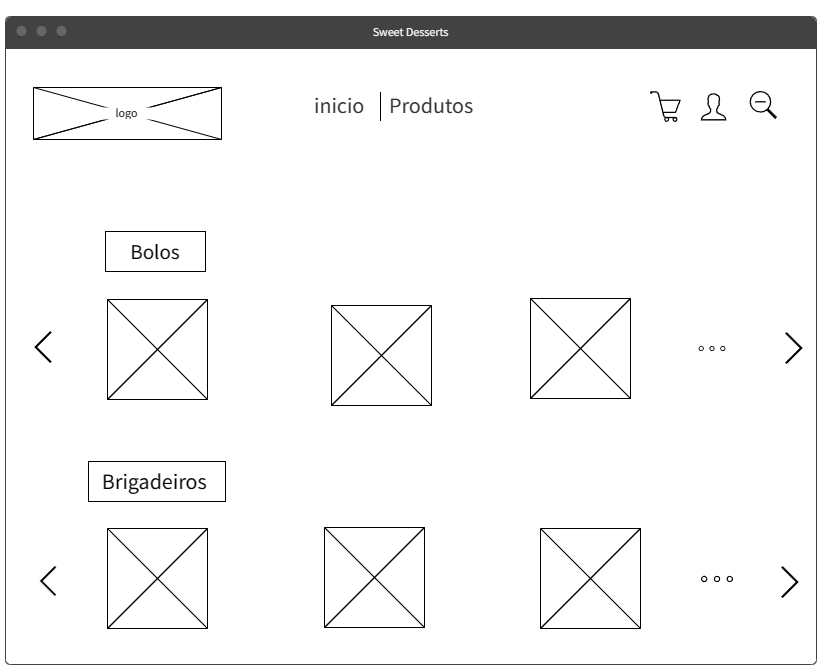 Sweet Desserts
logo
inicio
Produtos
Bolos
Brigadeiros